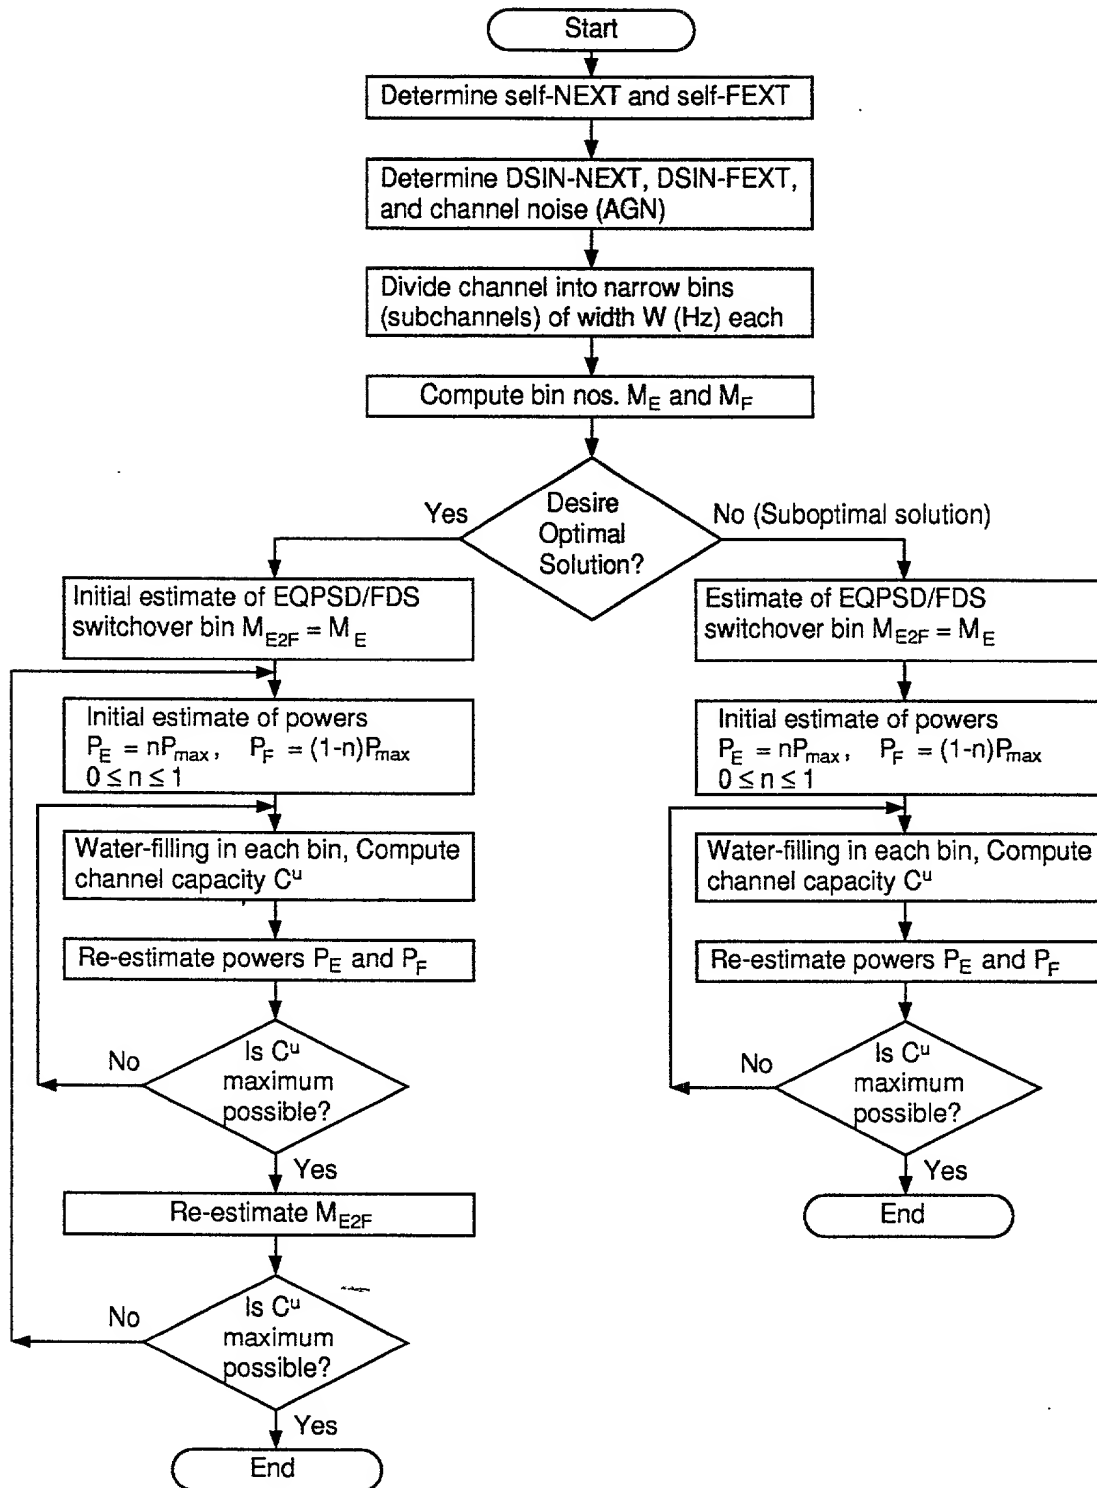 Start
Determine self-NEXT and self-FEXT
Determine DSIN-NEXT, DSIN-FEXT,
and channel noise (AGN)
Divide channel into narrow bins
(subchannels) of width W (Hz) each
Compute bin nos. M_E and M_F
Desire
Optimal
Solution?
Yes
No (Suboptimal solution)
Initial estimate of EQPSD/FDS
switchover bin M_E2F = M_E
Initial estimate of powers
P_E = nP_max, P_F = (1-n)P_max
0 ≤ n ≤ 1
Water-filling in each bin, Compute
channel capacity C^u
Re-estimate powers P_E and P_F
Is C^u
maximum
possible?
No
Yes
Re-estimate M_E2F
Is C^u
maximum
possible?
No
Yes
End
Estimate of EQPSD/FDS
switchover bin M_E2F = M_E
Initial estimate of powers
P_E = nP_max, P_F = (1-n)P_max
0 ≤ n ≤ 1
Water-filling in each bin, Compute
channel capacity C^u
Re-estimate powers P_E and P_F
Is C^u
maximum
possible?
No
Yes
End